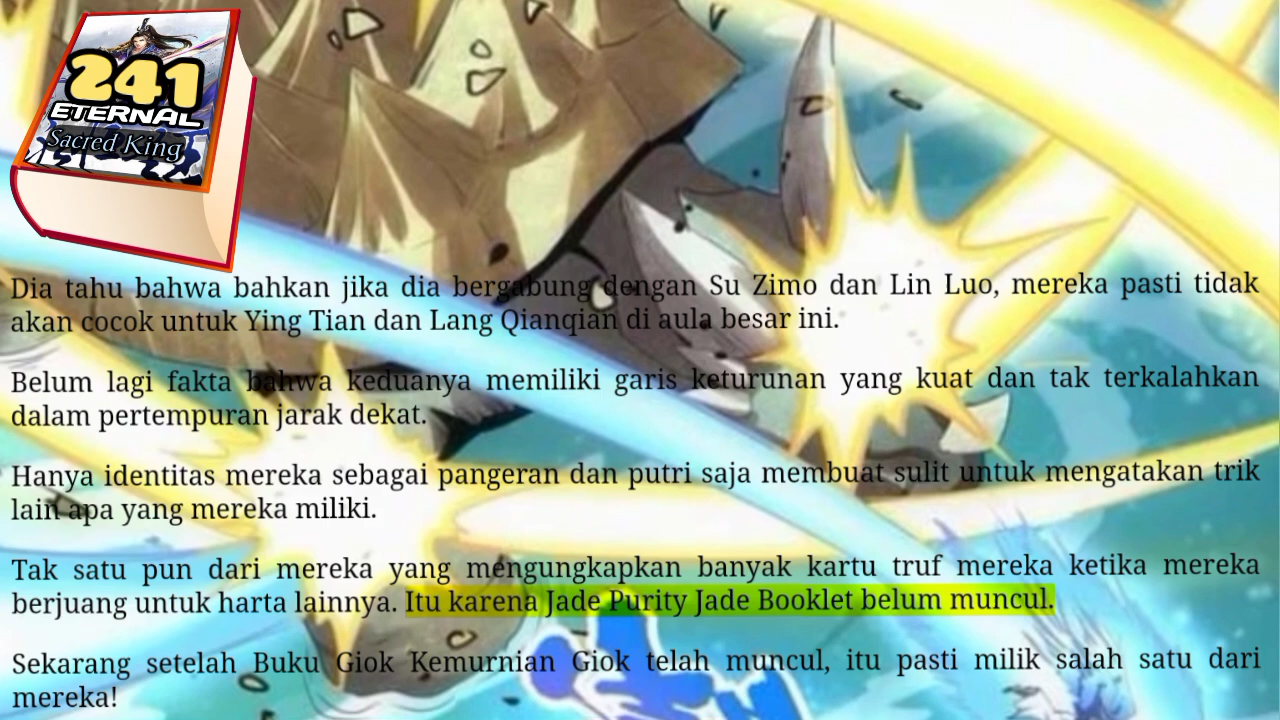 241
ETERNAL
Sacred King
Dia tahu bahwa bahkan jika dia bergabung dengan Su Zimo dan Lin Luo, mereka pasti tidak
akan cocok untuk Ying Tian dan Lang Qianqian di aula besar ini.
Belum lagi fakta bahwa keduanya memiliki garis keturunan yang kuat dan tak terkalahkan
dalam pertempuran jarak dekat.
Hanya identitas mereka sebagai pangeran dan putri saja membuat sulit untuk mengatakan trik
lain apa yang mereka miliki.
Tak satu pun dari mereka yang mengungkapkan banyak kartu truf mereka ketika mereka
berjuang untuk harta lainnya. Itu karena Jade Purity Jade Booklet belum muncul.
Sekarang setelah Buku Giok Kemurnian Giok telah muncul, itu pasti milik salah satu dari
mereka!